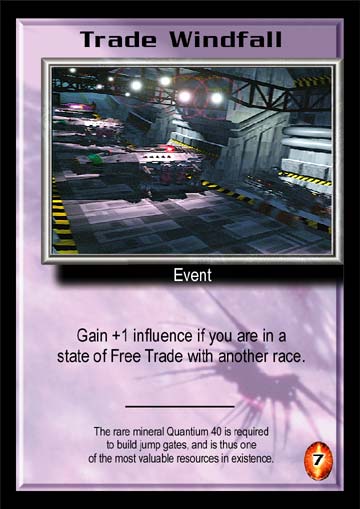 Trade Windfall
Event
Gain +1 influence if you are in a
state of Free Trade with another race.
The rare mineral Quantium 40 is required
to build jump gates, and is thus one
of the most valuable resources in existence.
7